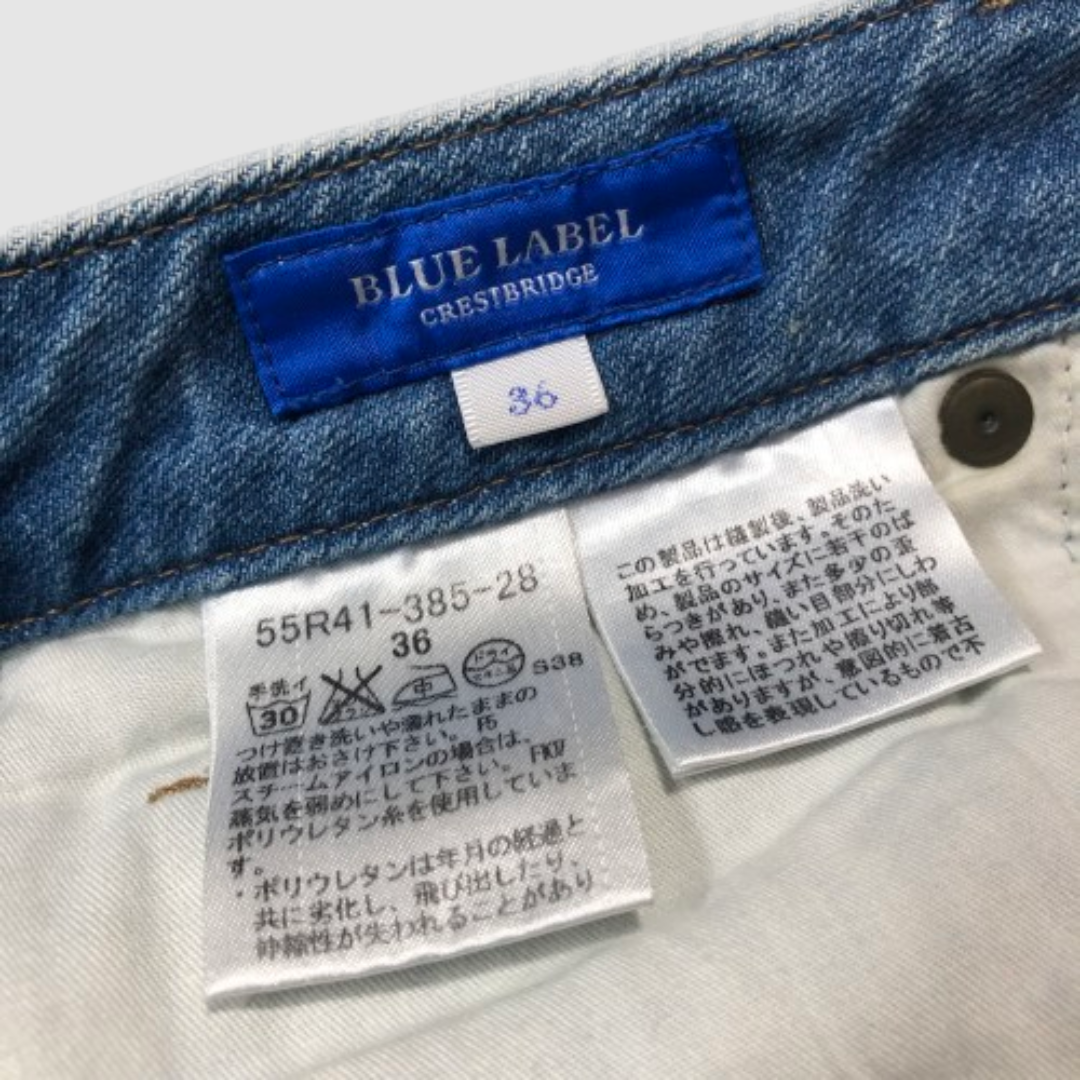 BLUE LABEL
CRESTBRIDGE
36
55R41-385-28
36
手洗イ
30
中
ドライ
S38
つけ置き洗いや濡れたままの
放置はおさけ下さい。 F5
スチームアイロンの場合は、
蒸気を弱めにして下さい。 FK07
ポリウレタン糸を使用していま
す。
・ポリウレタンは年月の経過と
共に劣化し、飛び出したり、
伸縮性が失われることがあり
この製品は縫製後、製品洗い
加工を行っています。そのた
め、製品のサイズに若干のば
らつきがあり、また多少の歪
みや擦れ、縫い目部分にしわ
がでます。また加工により部
分的にほつれや擦り切れ等
がありますが、意図的に着古
し感を表現しているもので不